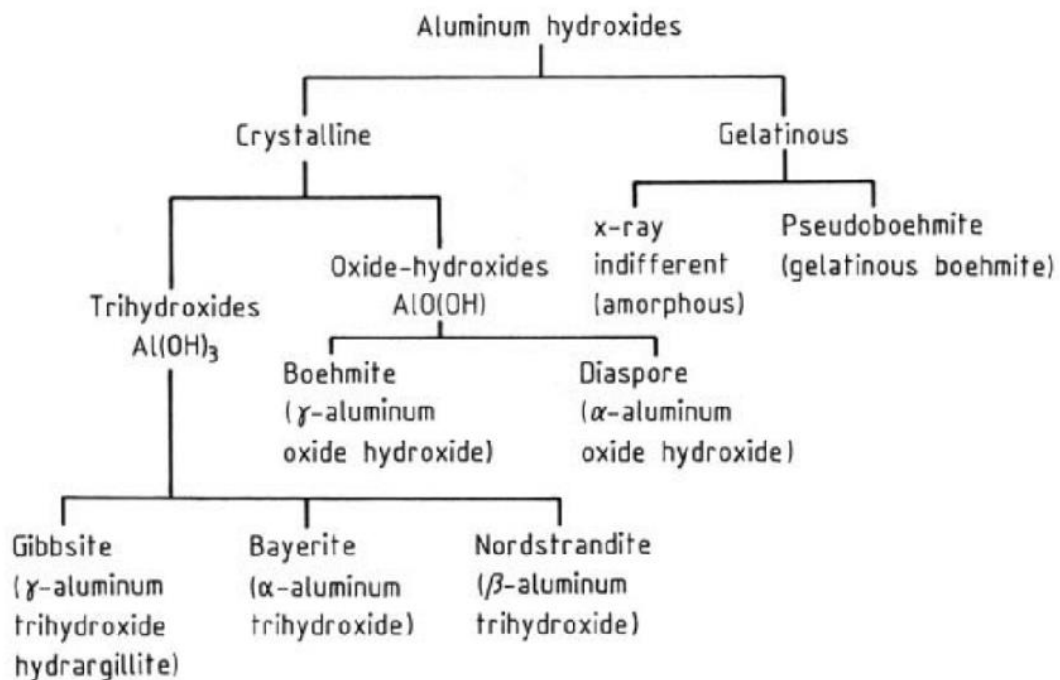 Aluminum hydroxides
Crystalline
Gelatinous
Trihydroxides
Al(OH)₃
Oxide-hydroxides
AlO(OH)
x-ray
indifferent
(amorphous)
Pseudoboehmite
(gelatinous boehmite)
Boehmite
(γ-aluminum
oxide hydroxide)
Diaspore
(α-aluminum
oxide hydroxide)
Gibbsite
(γ-aluminum
trihydroxide
hydrargillite)
Bayerite
(α-aluminum
trihydroxide)
Nordstrandite
(β-aluminum
trihydroxide)